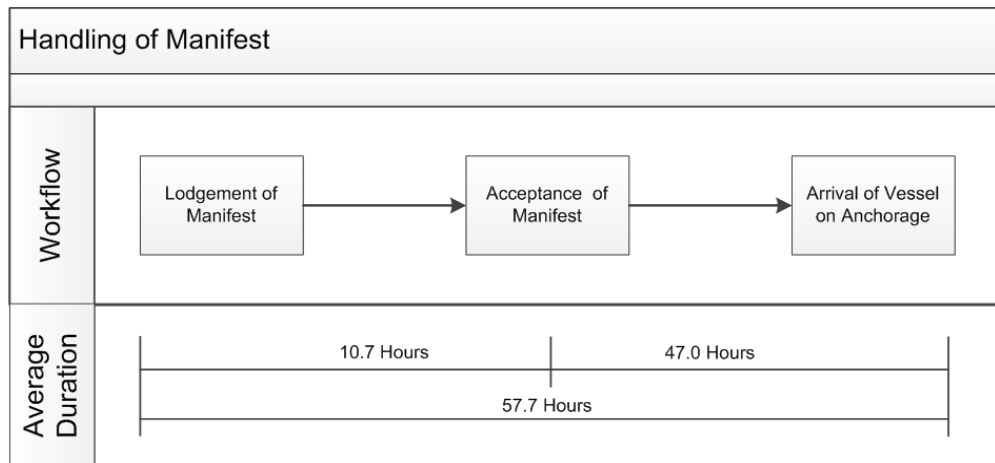 Handling of Manifest
Workflow
Lodgement of
Manifest
Acceptance of
Manifest
Arrival of Vessel
on Anchorage
Average
Duration
10.7 Hours
47.0 Hours
57.7 Hours